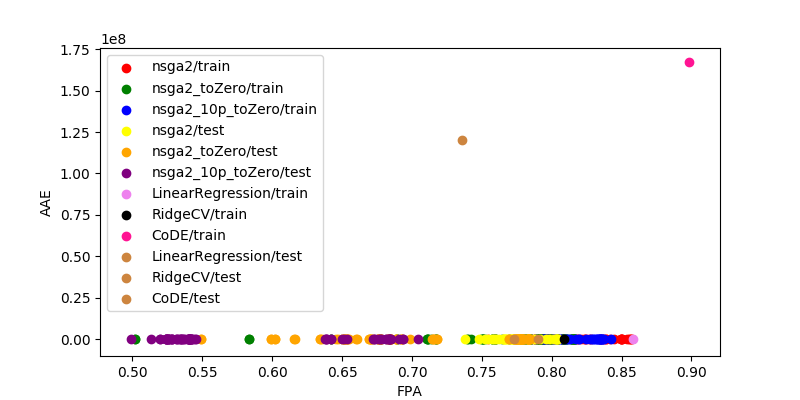 1e8
1.75
1.50
1.25
1.00
0.75
0.50
0.25
0.00
AAE
nsga2/train
nsga2_toZero/train
nsga2_10p_toZero/train
nsga2/test
nsga2_toZero/test
nsga2_10p_toZero/test
LinearRegression/train
RidgeCV/train
CoDE/train
LinearRegression/test
RidgeCV/test
CoDE/test
0.50 0.55 0.60 0.65 0.70 0.75 0.80 0.85 0.90
FPA